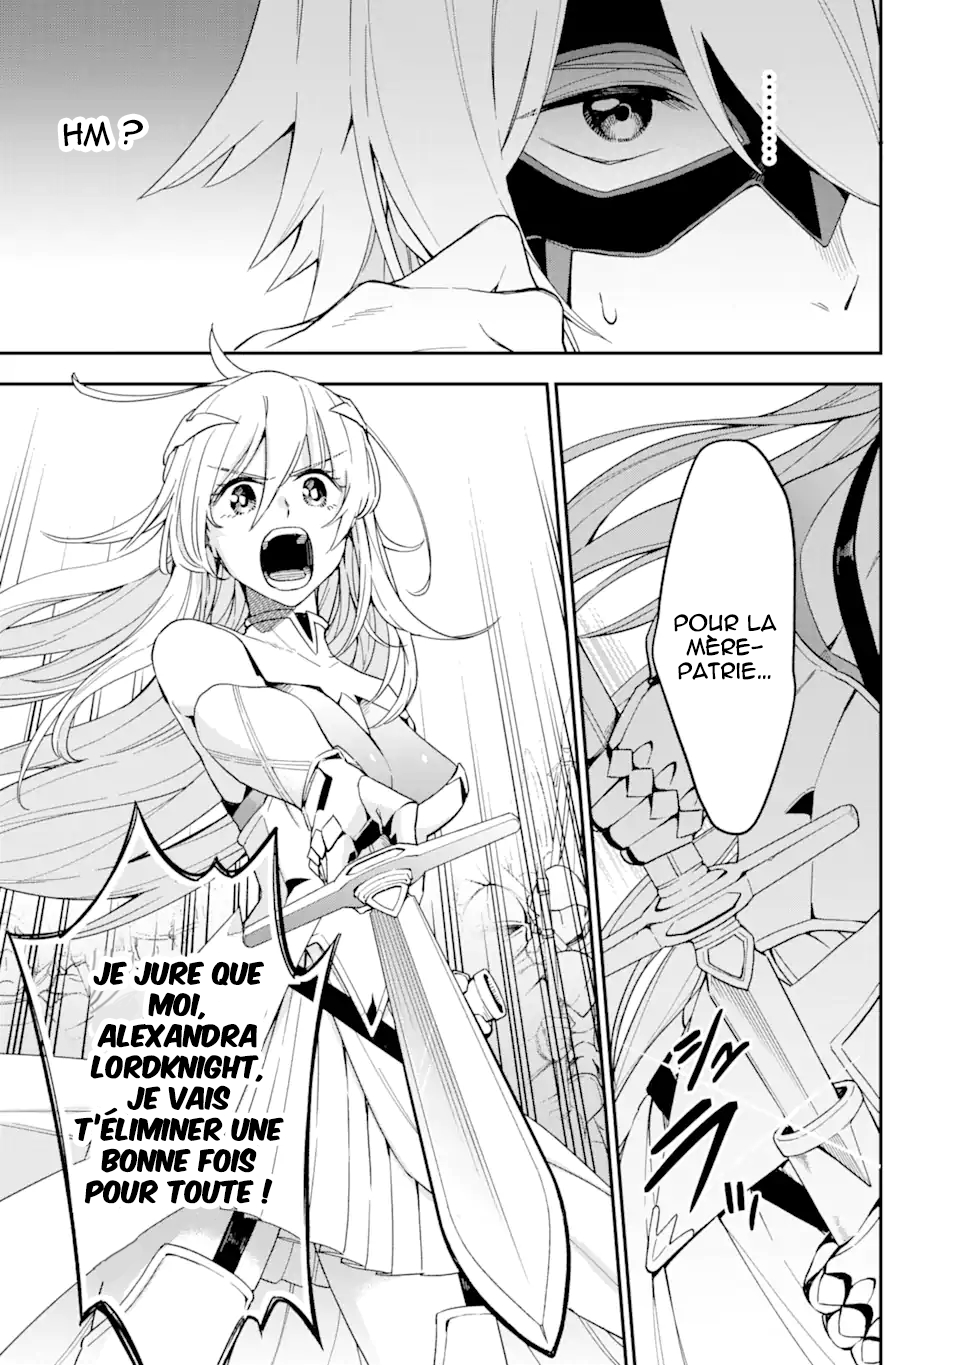 HM ?
POUR LA
MÈRE-
PATRIE...
JE JURE QUE
MOI,
ALEXANDRA
LORDKNIGHT,
JE VAIS
T'ÉLIMINER UNE
BONNE FOIS
POUR TOUTE !